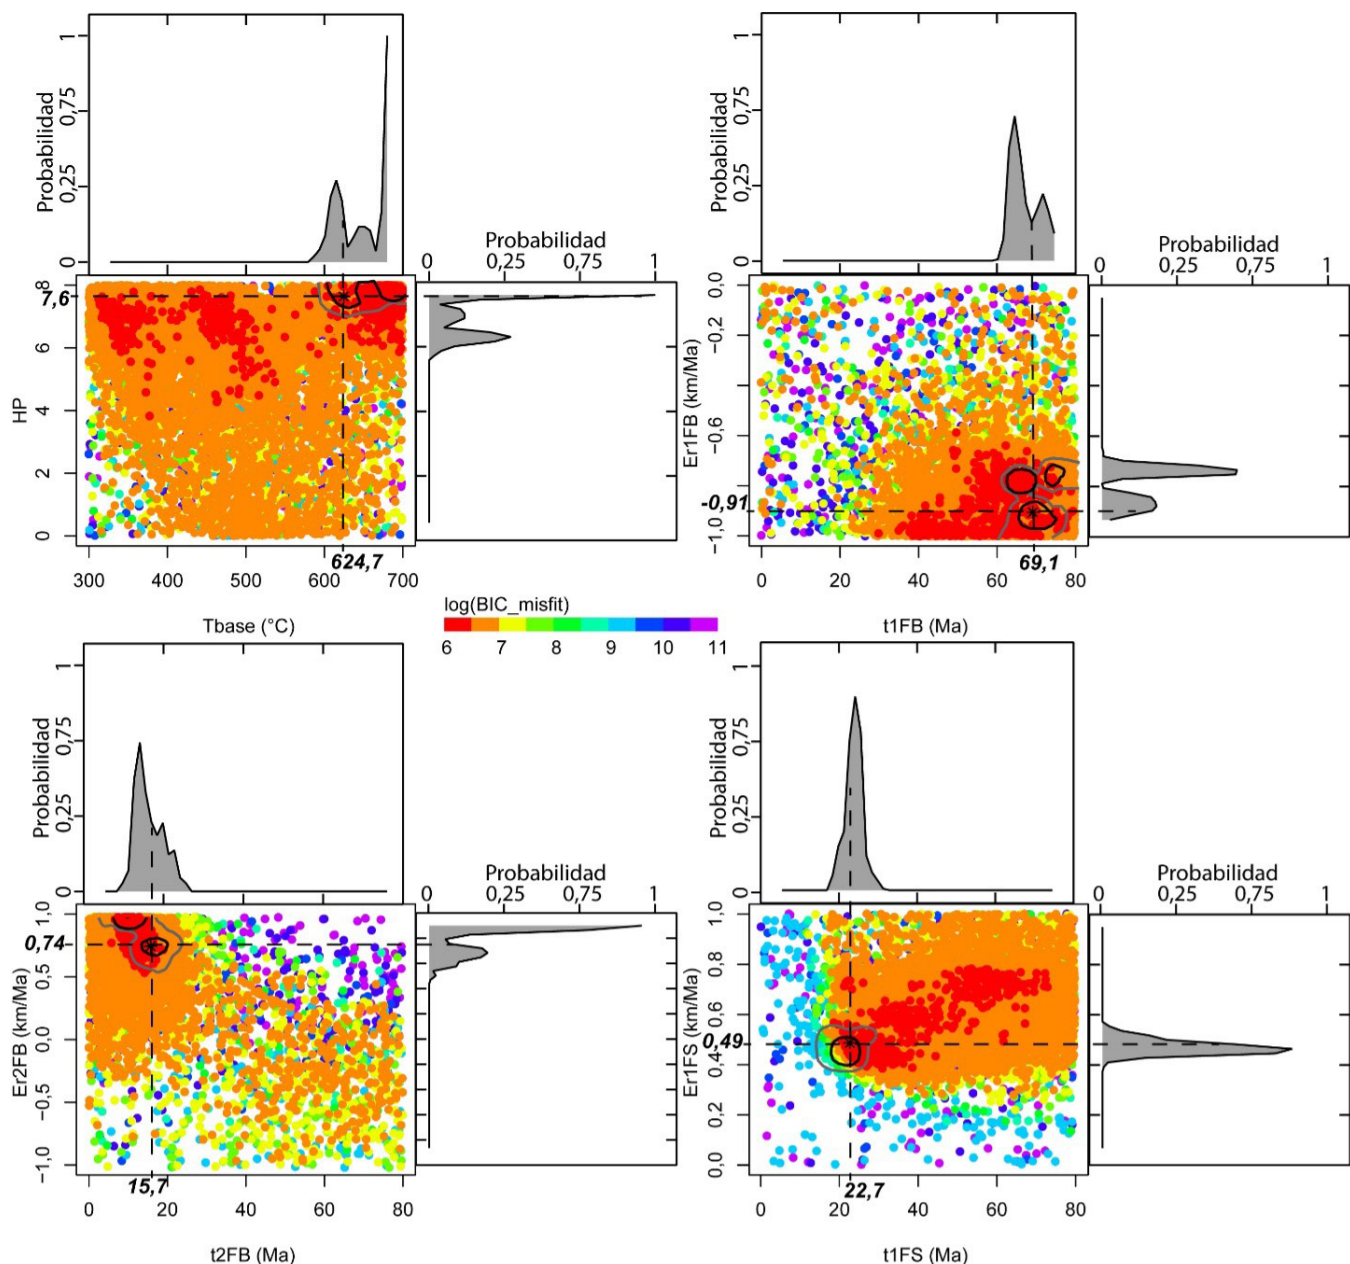 Probabilidad
1
0,75
0,25
0
Probabilidad
0 0,25 0,75 1
HP
8
7,6
6
4
2
0
624,7
300 400 500 600 700
Tbase (°C)
Probabilidad
1
0,75
0,25
0
Probabilidad
0 0,25 0,75 1
Er1FB (km/Ma)
0,0
−0,2
−0,6
-0,91
−1,0
69,1
0 20 40 60 80
t1FB (Ma)
log(BIC_misfit)
6 7 8 9 10 11
Probabilidad
1
0,75
0,25
0
Probabilidad
0 0,25 0,75 1
Er2FB (km/Ma)
1,0
0,74
0,5
0,0
−0,5
−1,0
15,7
0 20 40 60 80
t2FB (Ma)
Probabilidad
1
0,75
0,25
0
Probabilidad
0 0,25 0,75 1
Er1FS (km/Ma)
1,0
0,8
0,6
0,49
0,4
0,2
0,0
22,7
0 20 40 60 80
t1FS (Ma)